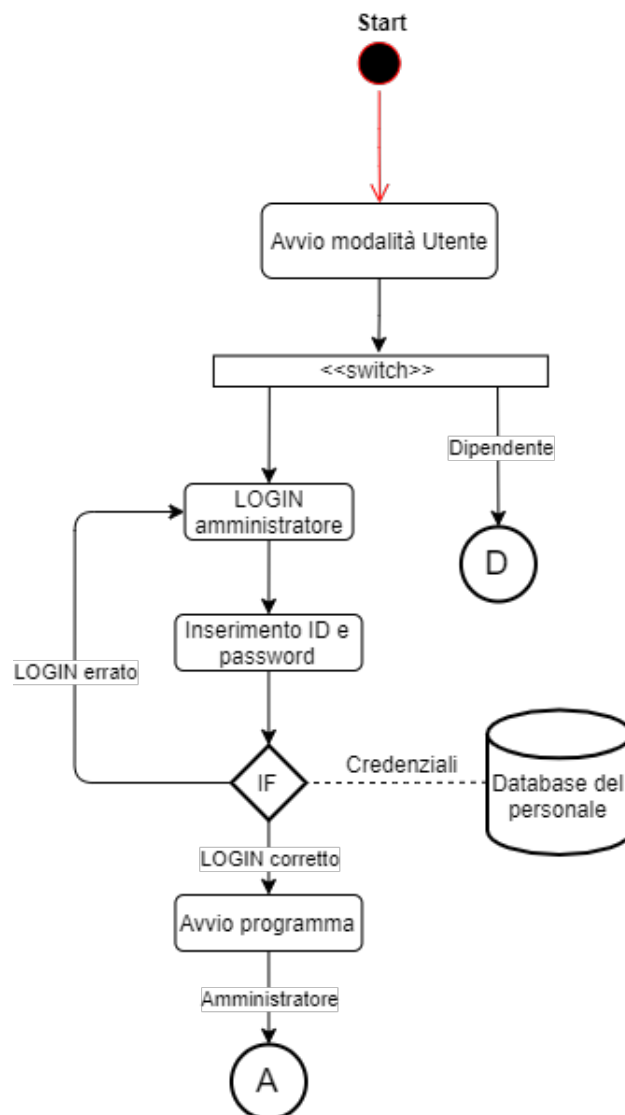 Start
Avvio modalità Utente
<<switch>>
Dipendente
LOGIN
amministratore
D
Inserimento ID e
password
LOGIN errato
Credenziali
IF
Database del
personale
LOGIN corretto
Avvio programma
Amministratore
A